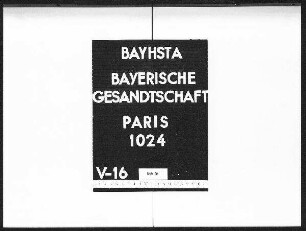 BAYHSTA
BAYERISCHE
GESANDTSCHAFT
PARIS
1024
V-16